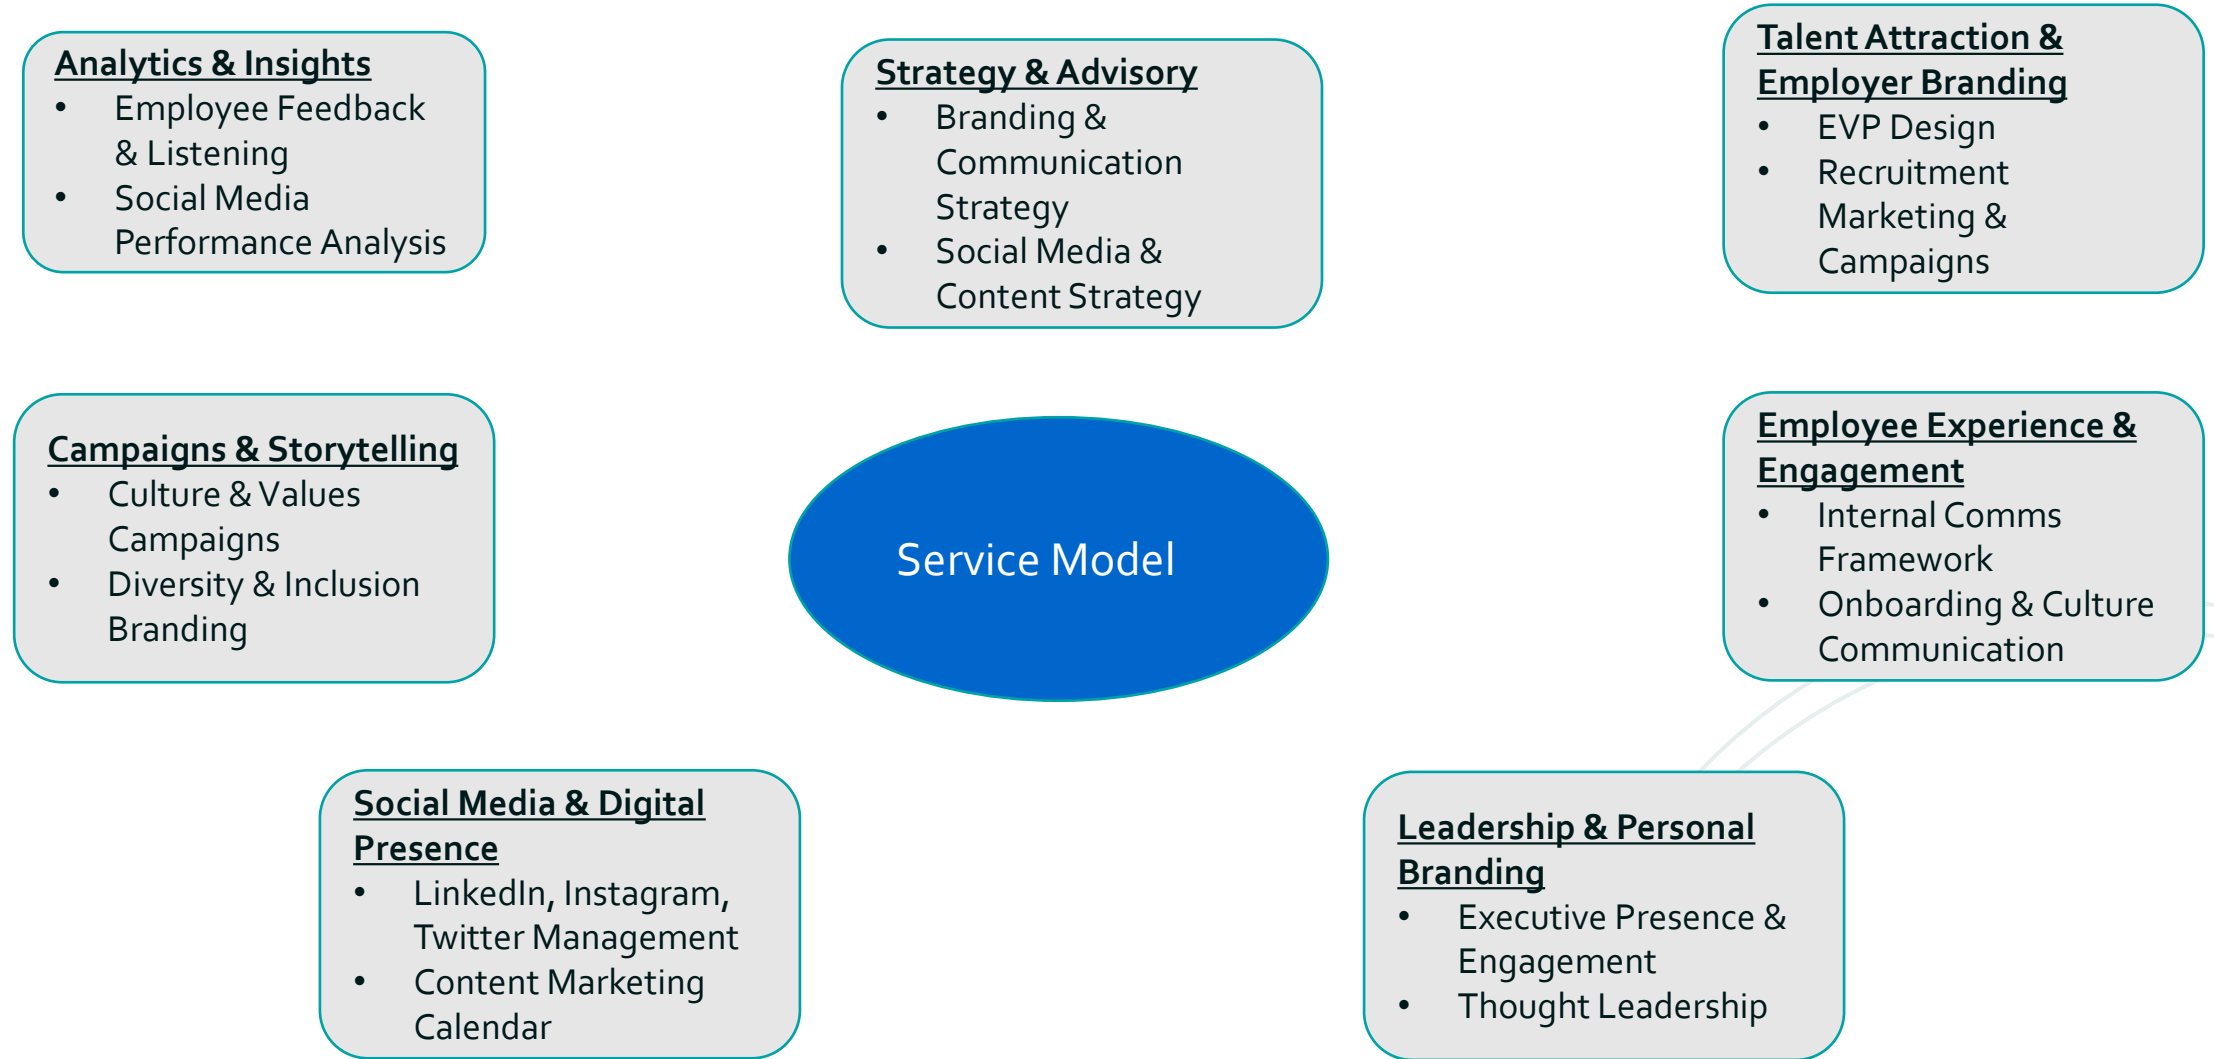 Analytics & Insights
• Employee Feedback
& Listening
• Social Media
Performance Analysis
Strategy & Advisory
• Branding &
Communication
Strategy
• Social Media &
Content Strategy
Talent Attraction &
Employer Branding
• EVP Design
• Recruitment
Marketing &
Campaigns
Campaigns & Storytelling
• Culture & Values
Campaigns
• Diversity & Inclusion
Branding
Service Model
Employee Experience &
Engagement
• Internal Comms
Framework
• Onboarding & Culture
Communication
Social Media & Digital
Presence
• LinkedIn, Instagram,
Twitter Management
• Content Marketing
Calendar
Leadership & Personal
Branding
• Executive Presence &
Engagement
• Thought Leadership